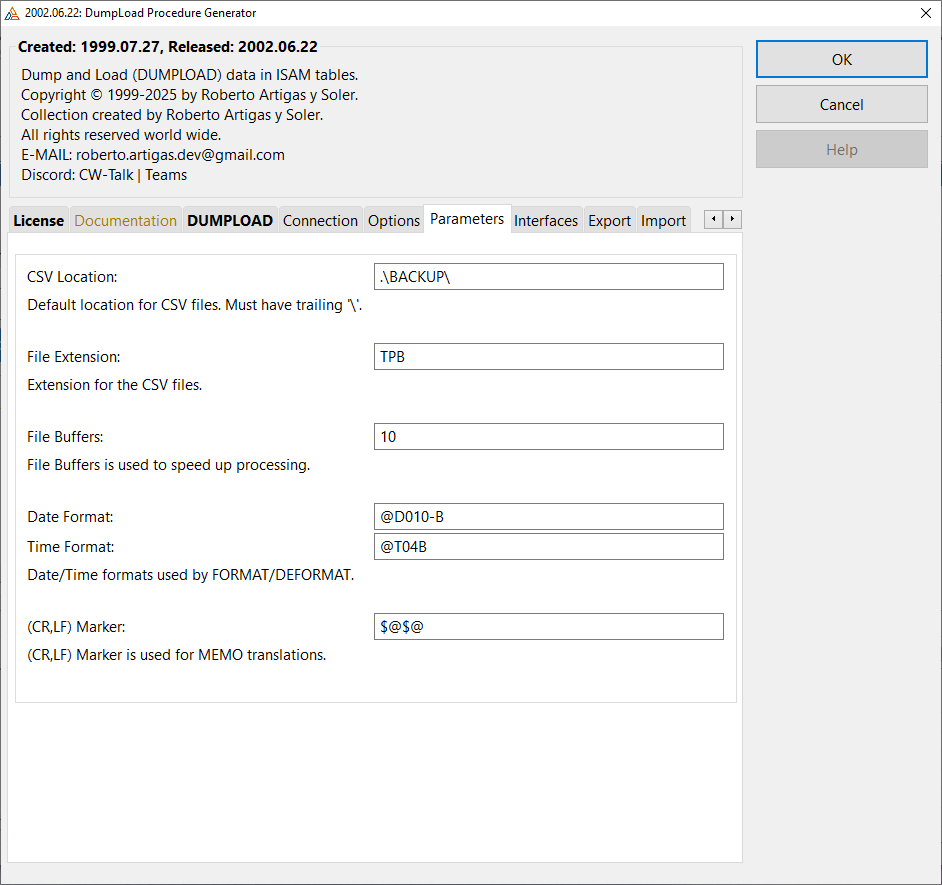 2002.06.22: DumpLoad Procedure Generator
Created: 1999.07.27, Released: 2002.06.22
Dump and Load (DUMPLOAD) data in ISAM tables.
Copyright © 1999-2025 by Roberto Artigas y Soler.
Collection created by Roberto Artigas y Soler.
All rights reserved world wide.
E-MAIL: roberto.artigas.dev@gmail.com
Discord: CW-Talk | Teams
OK
Cancel
Help
License Documentation DUMPLOAD Connection Options Parameters Interfaces Export Import
CSV Location: .\BACKUP\
Default location for CSV files. Must have trailing '\'.
File Extension: TPB
Extension for the CSV files.
File Buffers: 10
File Buffers is used to speed up processing.
Date Format: @D010-B
Time Format: @T04B
Date/Time formats used by FORMAT/DEFORMAT.
(CR,LF) Marker: $@$@
(CR,LF) Marker is used for MEMO translations.